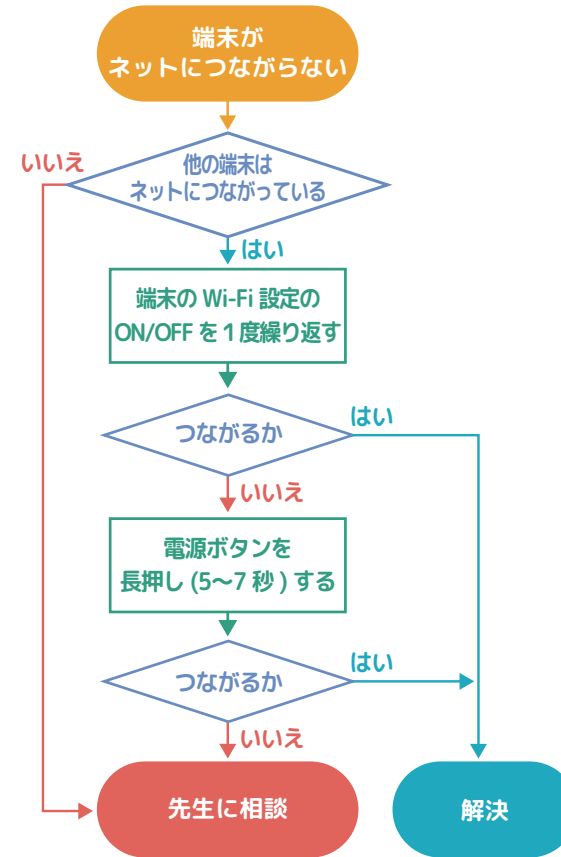 端末が
ネットにつながらない
いいえ
他の端末は
ネットにつながっている
はい
端末の Wi-Fi 設定の
ON/OFF を1度繰り返す
つながるか
はい
いいえ
電源ボタンを
長押し (5〜7 秒 ) する
つながるか
はい
いいえ
先生に相談
解決